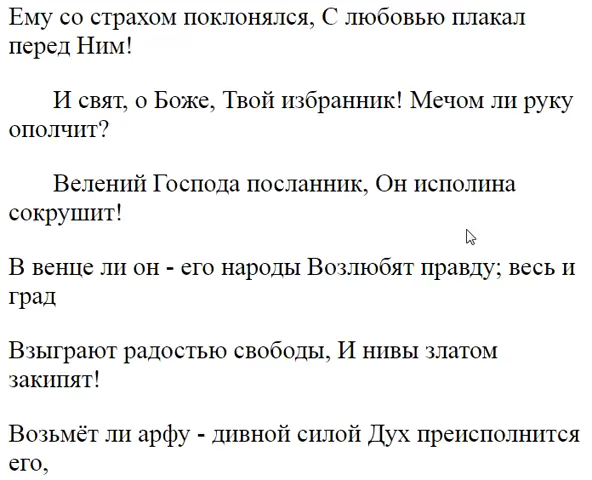 Ему со страхом поклонялся, С любовью плакал
перед Ним!
И свят, о Боже, Твой избранник! Мечом ли руку
ополчит?
Велений Господа посланник, Он исполина
сокрушит!
В венце ли он - его народы Возлюбят правду; весь и
град
Взыграют радостью свободы, И нивы златом
закипят!
Возьмёт ли арфу - дивной силой Дух преисполнится
его,